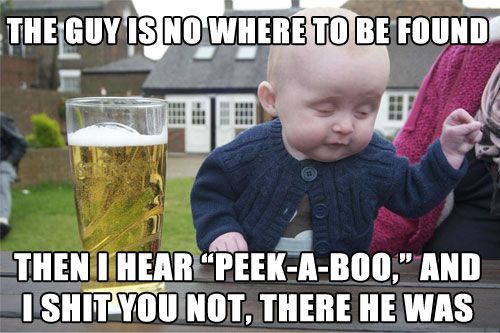 THE GUY IS NO WHERE TO BE FOUND
THEN I HEAR “PEEK-A-BOO,” AND
I SHIT YOU NOT, THERE HE WAS